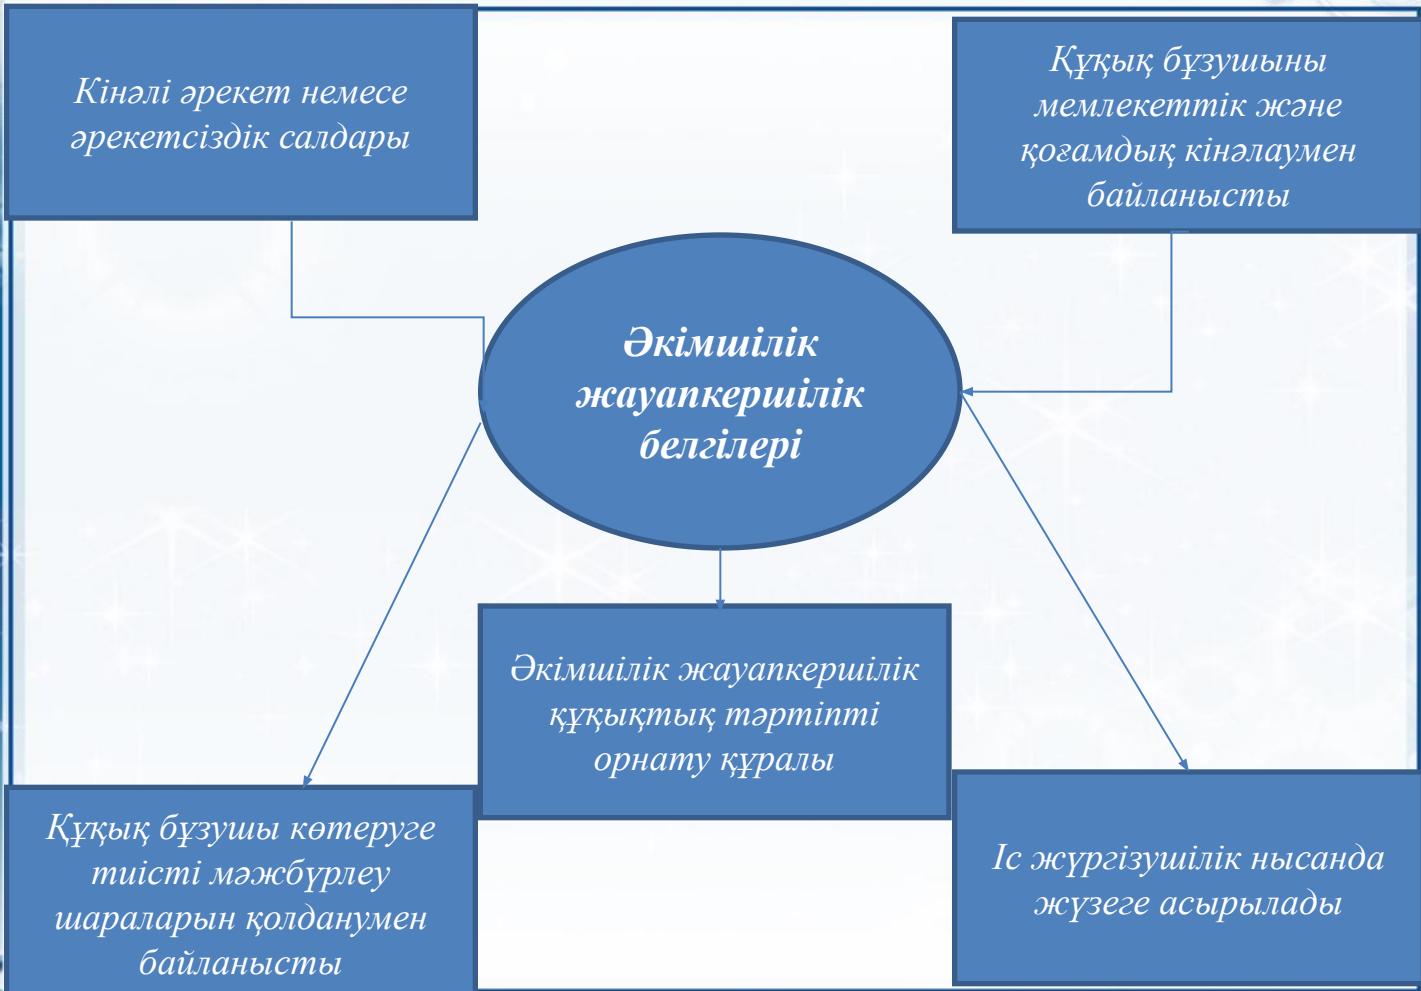 Кінәлі әрекет немесе
әрекетсіздік салдары
Құқық бұзушыны
мемлекеттік және
қоғамдық кінәлаумен
байланысты
Әкімшілік
жауапкершілік
белгілері
Әкімшілік жауапкершілік
құқықтық тәртіпті
орнату құралы
Құқық бұзушы көтеруге
тиісті мәжбүрлеу
шараларын қолданумен
байланысты
Іс жүргізушілік нысанда
жүзеге асырылады